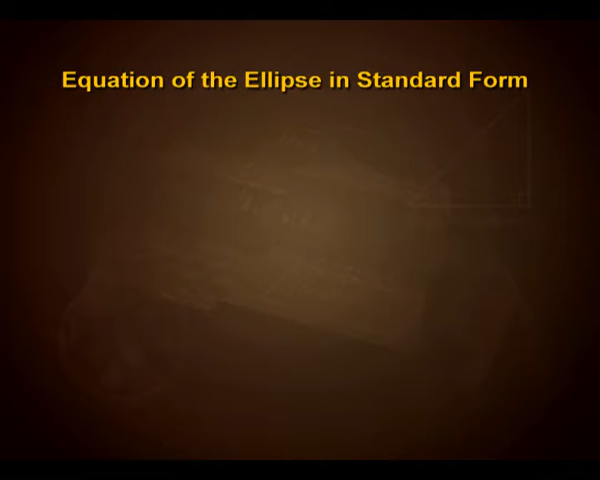 Equation of the Ellipse in Standard Form